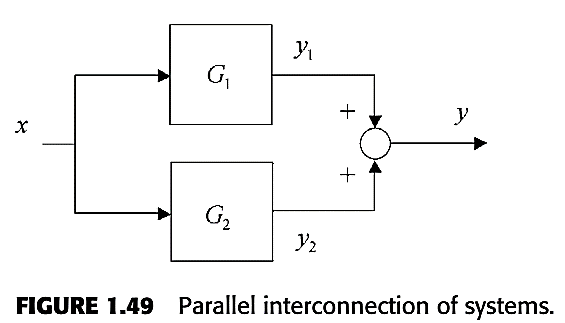 G₁
y₁
+
x
y
+
G₂
y₂
FIGURE 1.49 Parallel interconnection of systems.